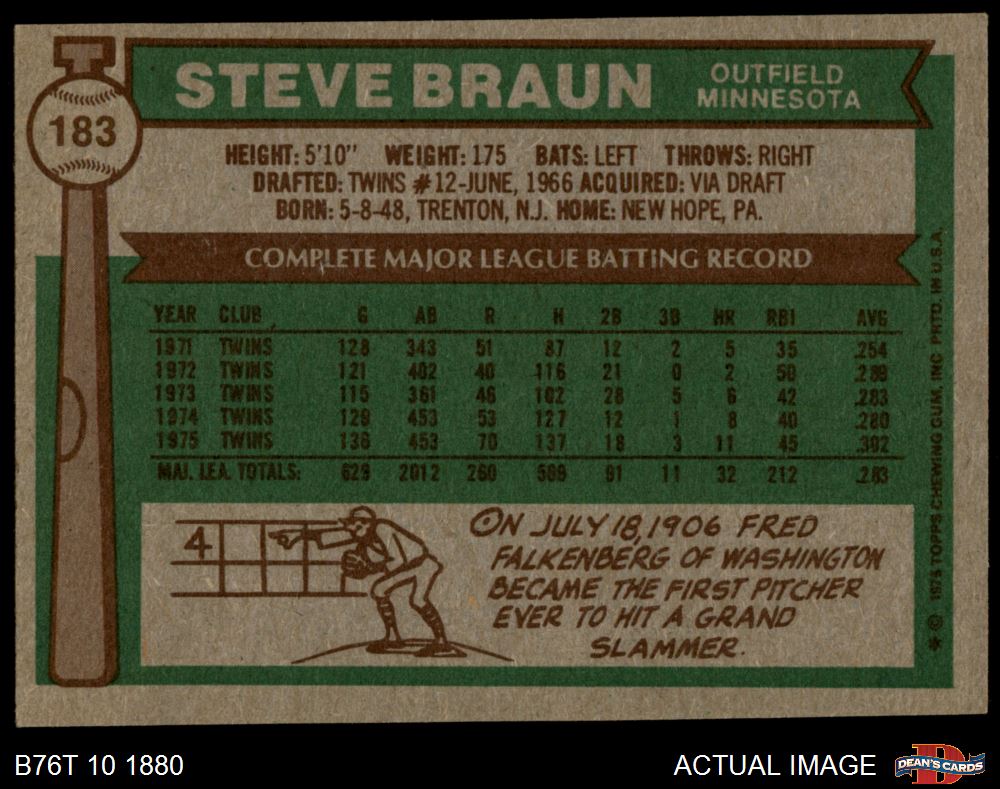 STEVE BRAUN
OUTFIELD
MINNESOTA
183
HEIGHT: 5'10" WEIGHT: 175 BATS: LEFT THROWS: RIGHT
DRAFTED: TWINS #12-JUNE, 1966 ACQUIRED: VIA DRAFT
BORN: 5-8-48, TRENTON, N.J. HOME: NEW HOPE, PA.
COMPLETE MAJOR LEAGUE BATTING RECORD
YEAR CLUB G AB R H 2B 3B HR RBI AVG
1971 TWINS 128 343 51 87 12 2 5 35 .254
1972 TWINS 121 402 40 116 21 0 2 50 .289
1973 TWINS 115 361 46 102 28 5 6 42 .283
1974 TWINS 129 453 53 127 12 1 8 40 .280
1975 TWINS 136 453 70 137 18 3 11 45 .302
MAJ. LEA. TOTALS: 629 2012 260 569 91 11 32 212 .283
4
ON JULY 18, 1906 FRED
FALKENBERG OF WASHINGTON
BECAME THE FIRST PITCHER
EVER TO HIT A GRAND
SLAMMER.
* © 1976 TOPPS CHEWING GUM, INC. PRTD. IN U.S.A.
B76T 10 1880
ACTUAL IMAGE
DEAN'S CARDS